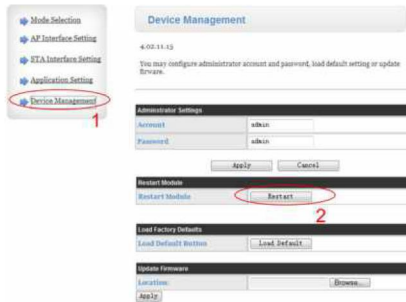 Mode Selection
AP Interface Setting
STA Interface Setting
Application Setting
Device Management
1
Device Management
4.02.11.13
You may configure administrator account and password, load default setting or update
firware.
Administrator Settings
Account admin
Password admin
Apply Cancel
Restart Module
Restart Module Restart
2
Load Factory Defaults
Load Default Button Load Default
Update Firmware
Location: Browse...
Apply